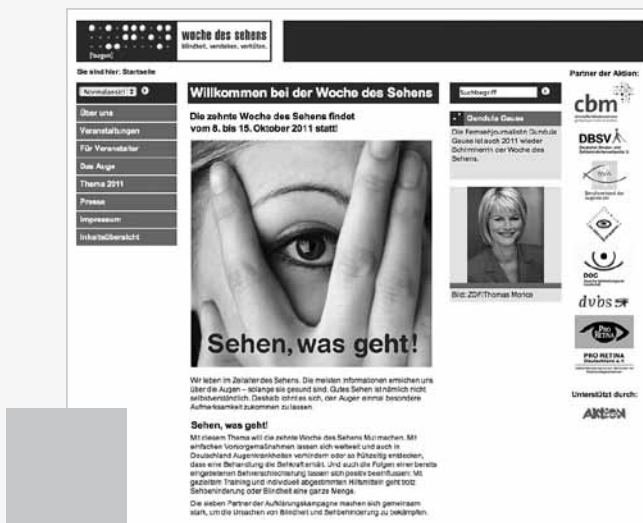 woche des sehens
blindheit. verstehen. verhüten.
[augen]
Sie sind hier: Startseite
Über uns
Veranstaltungen
Für Veranstalter
Das Auge
Thema 2011
Presse
Impressum
Inhaltsübersicht
Willkommen bei der Woche des Sehens
Die zehnte Woche des Sehens findet
vom 8. bis 15. Oktober 2011 statt!
Sehen, was geht!
Wir leben im Zeitalter des Sehens. Die meisten Informationen erreichen uns
über die Augen – solange sie gesund sind. Gutes Sehen ist nämlich nicht
selbstverständlich. Deshalb lohnt es sich, den Augen einmal besondere
Aufmerksamkeit zukommen zu lassen.
Sehen, was geht!
Mit diesem Thema will die zehnte Woche des Sehens Mut machen. Mit
einfachen Vorsorgemaßnahmen lassen sich weltweit und auch in
Deutschland Augenkrankheiten verhindern oder so frühzeitig entdecken,
dass eine Behandlung die Sehkraft erhält. Und auch die Folgen einer bereits
eingetretenen Sehverschlechterung lassen sich positiv beeinflussen: Mit
gezieltem Training und individuell abgestimmten Hilfsmitteln geht trotz
Sehbehinderung oder Blindheit eine ganze Menge.
Die sieben Partner der Aufklärungskampagne machen sich gemeinsam
stark, um die Ursachen von Blindheit und Sehbehinderung zu bekämpfen.
Suchbegriff
Gundula Gause
Die Fernsehjournalistin Gundula
Gause ist auch 2011 wieder
Schirmherrin der Woche des
Sehens.
Bild: ZDF/Thomas
Partner der Aktion:
cbm
DBSV
BVA
Berufsverband der
Augenärzte
DOG
dvbs
PRO RETINA
PRO RETINA
Deutschland e. V.
Unterstützt durch:
AKTION